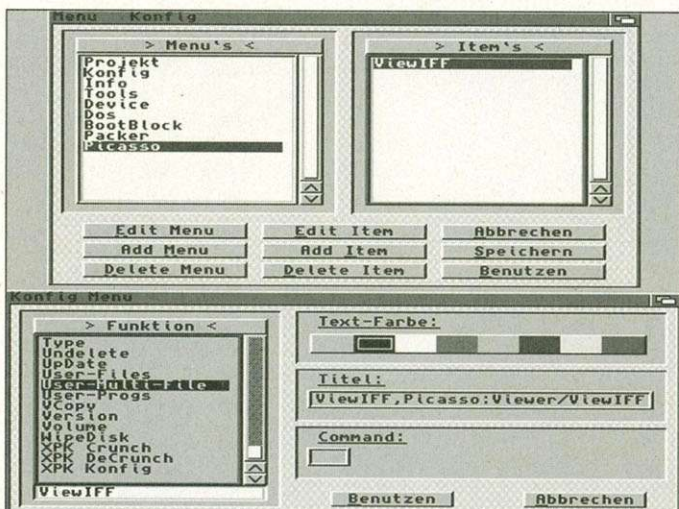 Menu Konfig
> Menu's <
Projekt
Konfig
Info
Tools
Device
Dos
BootBlock
Packer
Picasso
> Item's <
ViewIFF
Edit Menu
Edit Item
Abbrechen
Add Menu
Add Item
Speichern
Delete Menu
Delete Item
Benutzen
Konfig Menu
> Funktion <
Type
Undelete
UpDate
User-Files
User-Multi-File
User-Progs
VCopy
Version
Volume
WipeDisk
XPK Crunch
XPK DeCrunch
XPK Konfig
ViewIFF
Text-Farbe:
Titel:
ViewIFF,Picasso:Viewer/ViewIFF
Command:
Benutzen
Abbrechen